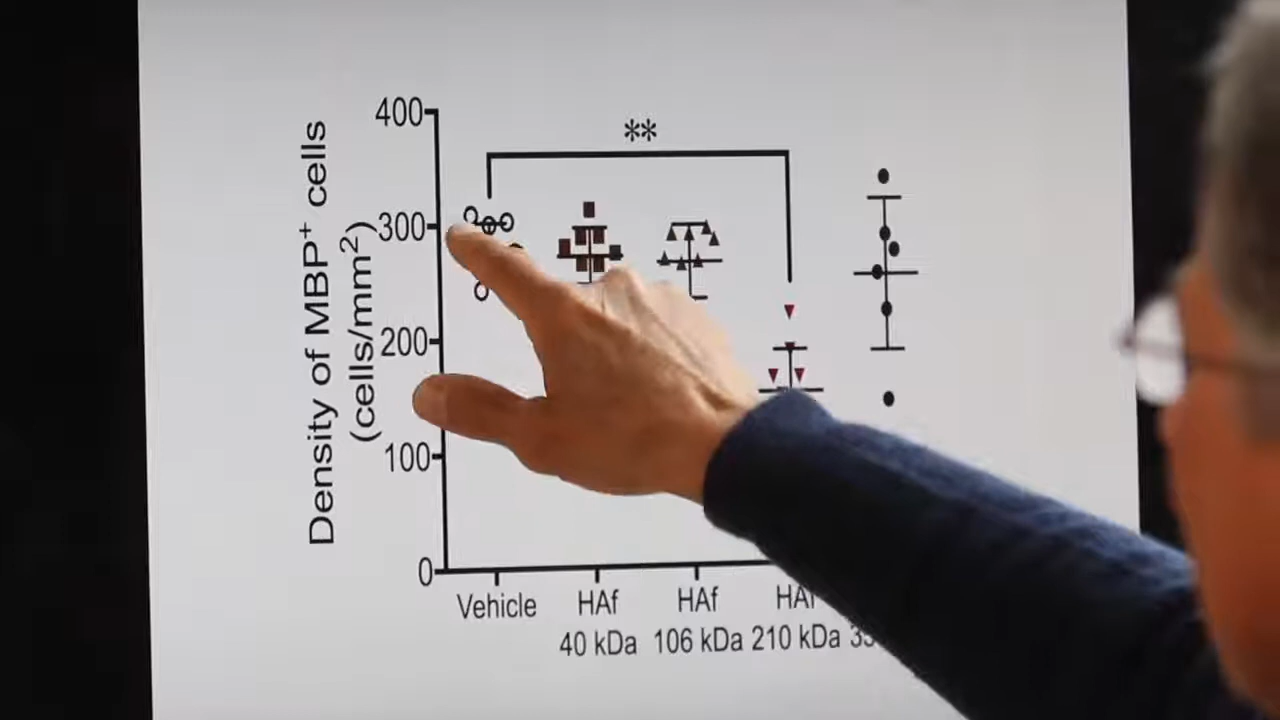 Density of MBP⁺ cells
(cells/mm²)
400
300
200
100
0
**
Vehicle
HAf
40 kDa
HAf
106 kDa
HAf
210 kDa